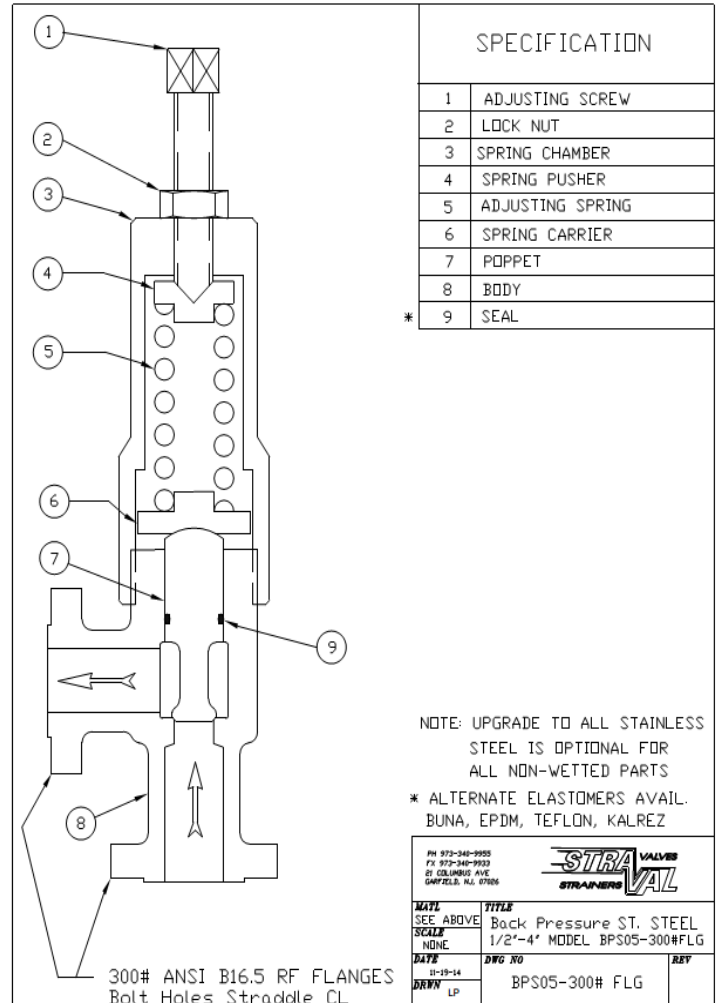 SPECIFICATION
1 ADJUSTING SCREW
2 LOCK NUT
3 SPRING CHAMBER
4 SPRING PUSHER
5 ADJUSTING SPRING
6 SPRING CARRIER
7 POPPET
8 BODY
* 9 SEAL
1
2
3
4
5
6
7
9
8
NOTE: UPGRADE TO ALL STAINLESS
STEEL IS OPTIONAL FOR
ALL NON-WETTED PARTS
* ALTERNATE ELASTOMERS AVAIL.
BUNA, EPDM, TEFLON, KALREZ
PH 973-340-9955
FX 973-340-9933
21 COLUMBUS AVE
GARFIELD, N.J. 07026
STRA VALVES
STRAINERS VAL
MATL
SEE ABOVE
TITLE
Back Pressure ST. STEEL
1/2"-4" MODEL BPS05-300#FLG
SCALE
NONE
DATE
11-19-14
DWG NO
BPS05-300# FLG
REV
DRWN
LP
300# ANSI B16.5 RF FLANGES
Bolt Holes Straddle CL